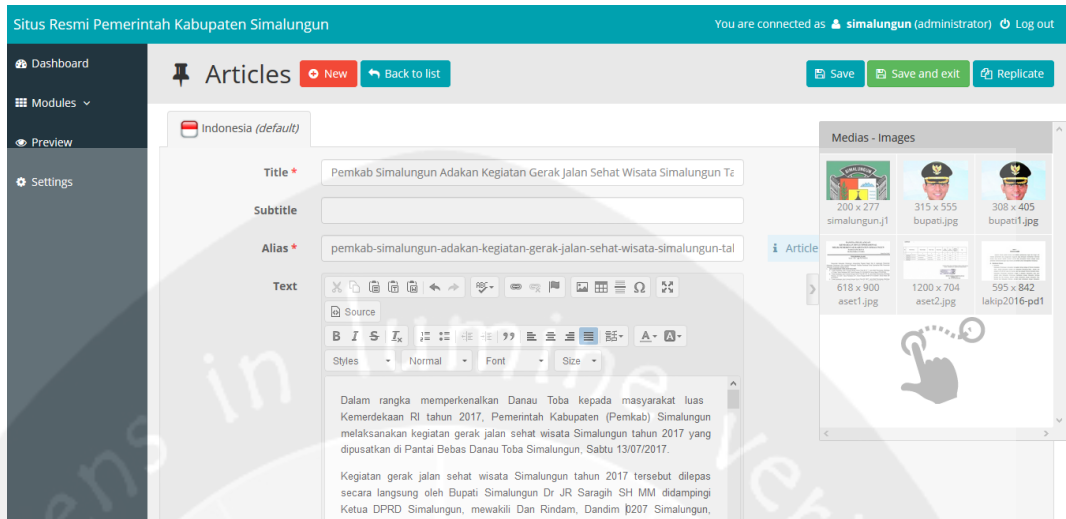 Situs Resmi Pemerintah Kabupaten Simalungun
You are connected as simalungun (administrator) Log out
Dashboard
Modules
Preview
Settings
Articles
New
Back to list
Save
Save and exit
Replicate
Indonesia (default)
Title *
Pemkab Simalungun Adakan Kegiatan Gerak Jalan Sehat Wisata Simalungun Ta
Subtitle
Alias *
pemkab-simalungun-adakan-kegiatan-gerak-jalan-sehat-wisata-simalungun-tal
i Article
Text
Source
B I S Ix
Styles Normal Font Size
Dalam rangka memperkenalkan Danau Toba kepada masyarakat luas
Kemerdekaan RI tahun 2017, Pemerintah Kabupaten (Pemkab) Simalungun
melaksanakan kegiatan gerak jalan sehat wisata Simalungun tahun 2017 yang
dipusatkan di Pantai Bebas Danau Toba Simalungun, Sabtu 13/07/2017.
Kegiatan gerak jalan sehat wisata Simalungun tahun 2017 tersebut dilepas
secara langsung oleh Bupati Simalungun Dr JR Saragih SH MM didampingi
Ketua DPRD Simalungun, mewakili Dan Rindam, Dandim 0207 Simalungun,
Medias - Images
200 x 277
simalungun.j1
315 x 555
bupati.jpg
308 x 405
bupati1.jpg
618 x 900
aset1.jpg
1200 x 704
aset2.jpg
595 x 842
lakip2016-pd1
ens in lumine veri